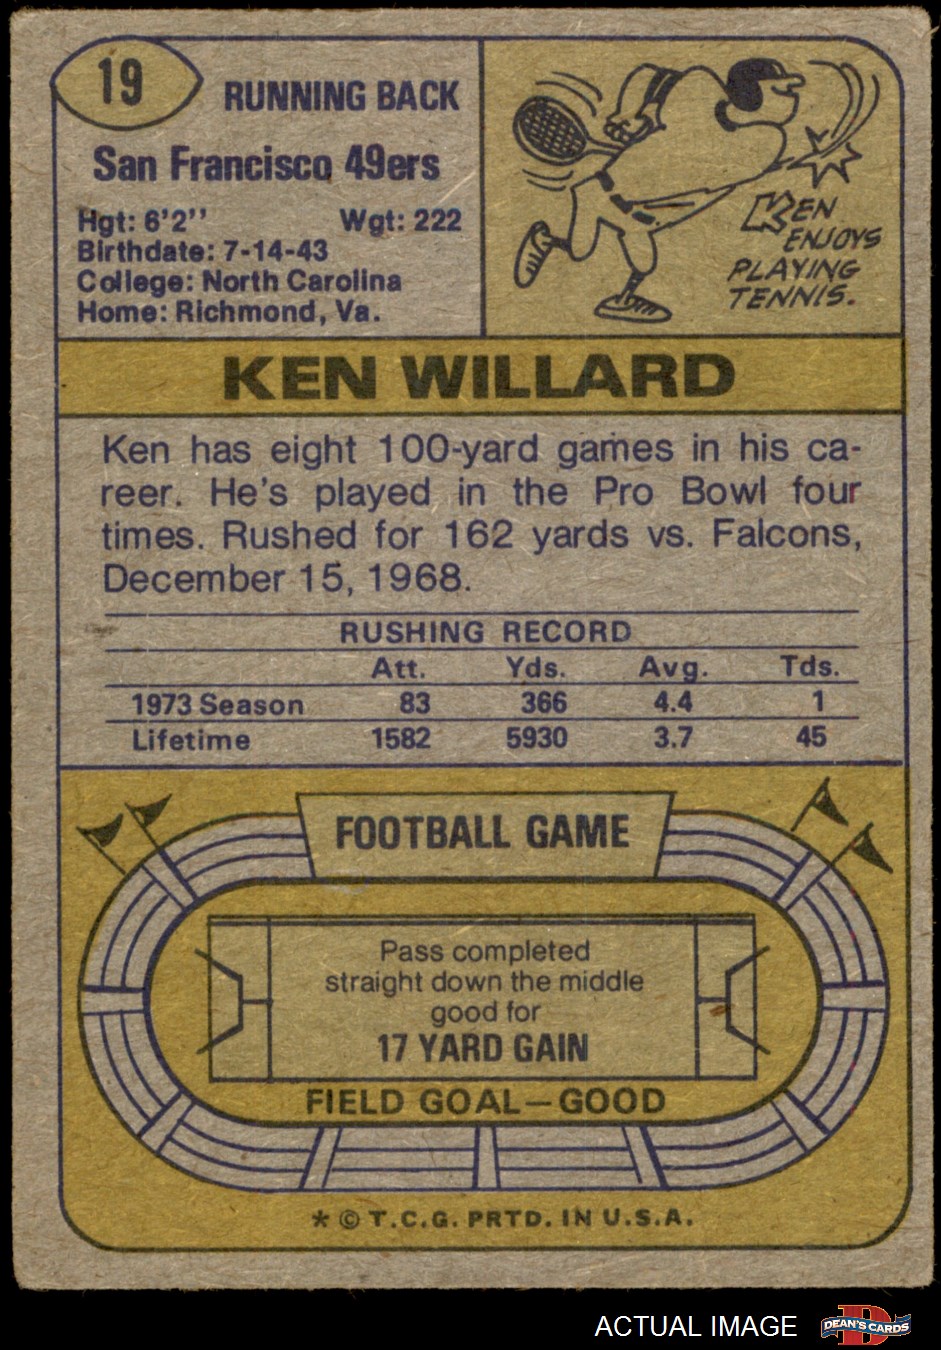 19
RUNNING BACK
San Francisco 49ers
Hgt: 6'2'' Wgt: 222
Birthdate: 7-14-43
College: North Carolina
Home: Richmond, Va.
KEN
ENJOYS
PLAYING
TENNIS.
KEN WILLARD
Ken has eight 100-yard games in his ca-
reer. He's played in the Pro Bowl four
times. Rushed for 162 yards vs. Falcons,
December 15, 1968.
RUSHING RECORD
Att. Yds. Avg. Tds.
1973 Season 83 366 4.4 1
Lifetime 1582 5930 3.7 45
FOOTBALL GAME
Pass completed
straight down the middle
good for
17 YARD GAIN
FIELD GOAL—GOOD
* © T.C.G. PRTD. IN U.S.A.
ACTUAL IMAGE
D
DEAN'S CARDS